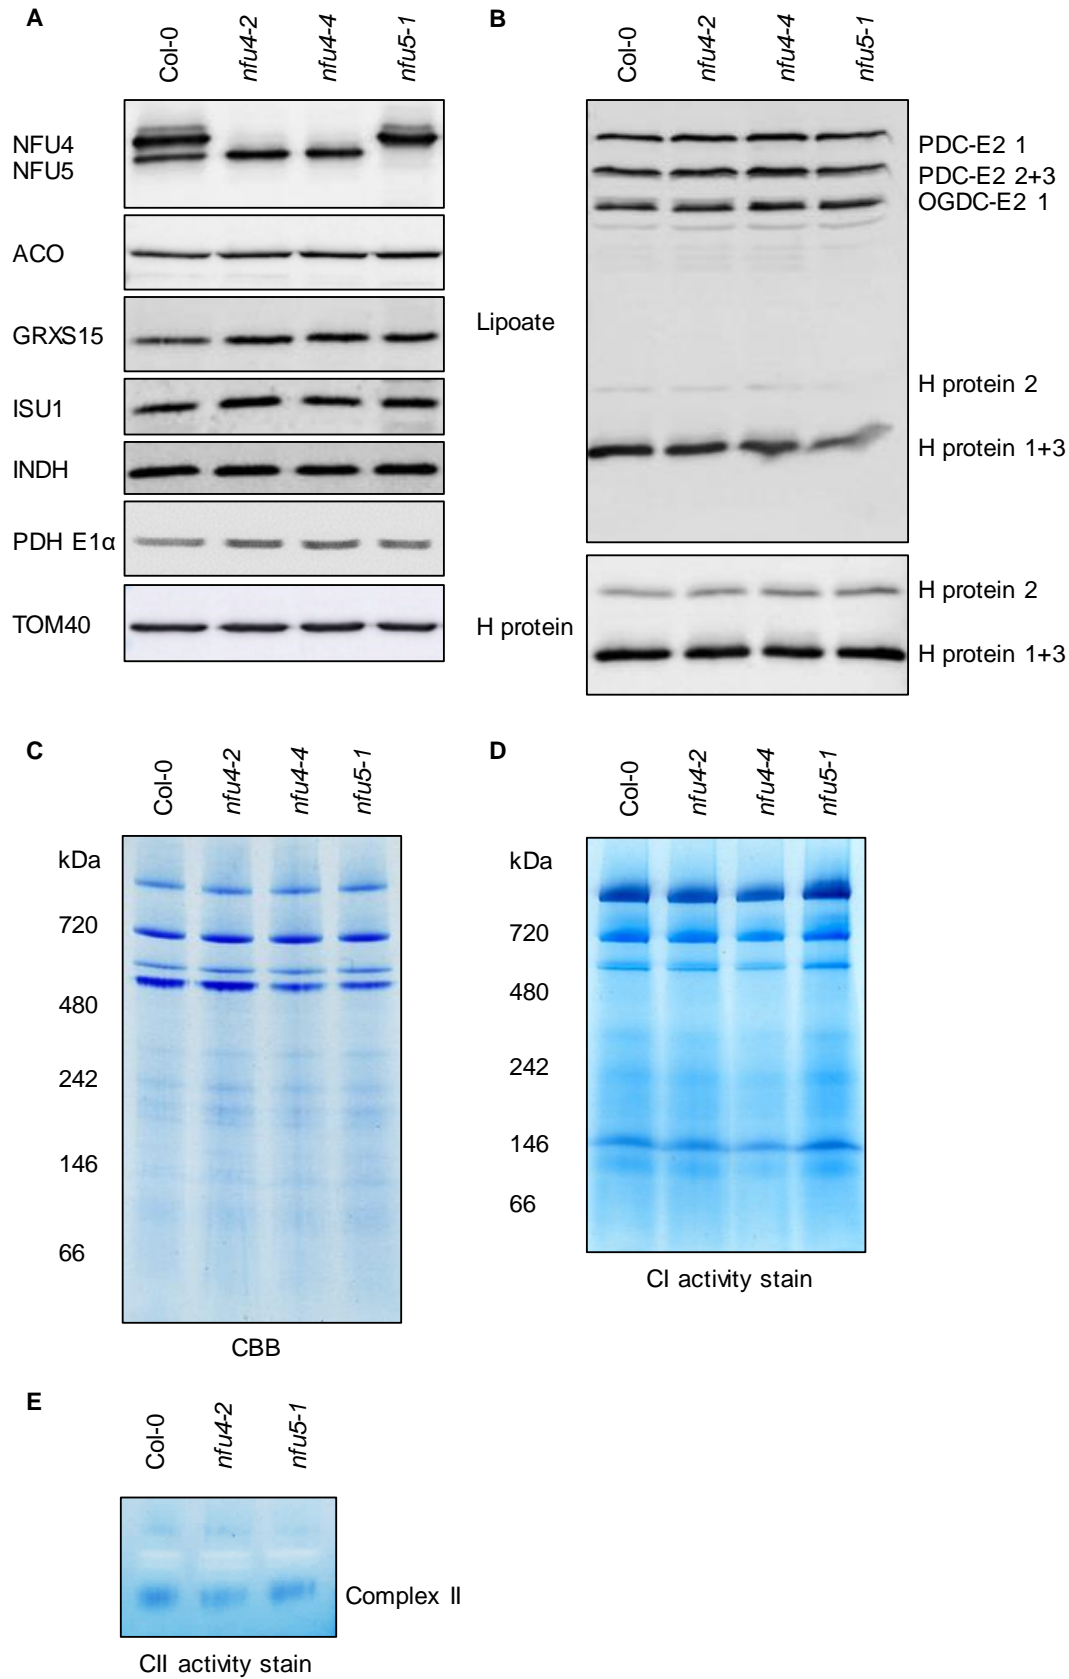 A
Col-0
nfu4-2
nfu4-4
nfu5-1
NFU4
NFU5
ACO
GRXS15
ISU1
INDH
PDH E1α
TOM40
B
Col-0
nfu4-2
nfu4-4
nfu5-1
PDC-E2 1
PDC-E2 2+3
OGDC-E2 1
Lipoate
H protein 2
H protein 1+3
H protein
H protein 2
H protein 1+3
C
Col-0
nfu4-2
nfu4-4
nfu5-1
kDa
720
480
242
146
66
CBB
D
Col-0
nfu4-2
nfu4-4
nfu5-1
kDa
720
480
242
146
66
CI activity stain
E
Col-0
nfu4-2
nfu5-1
Complex II
CII activity stain